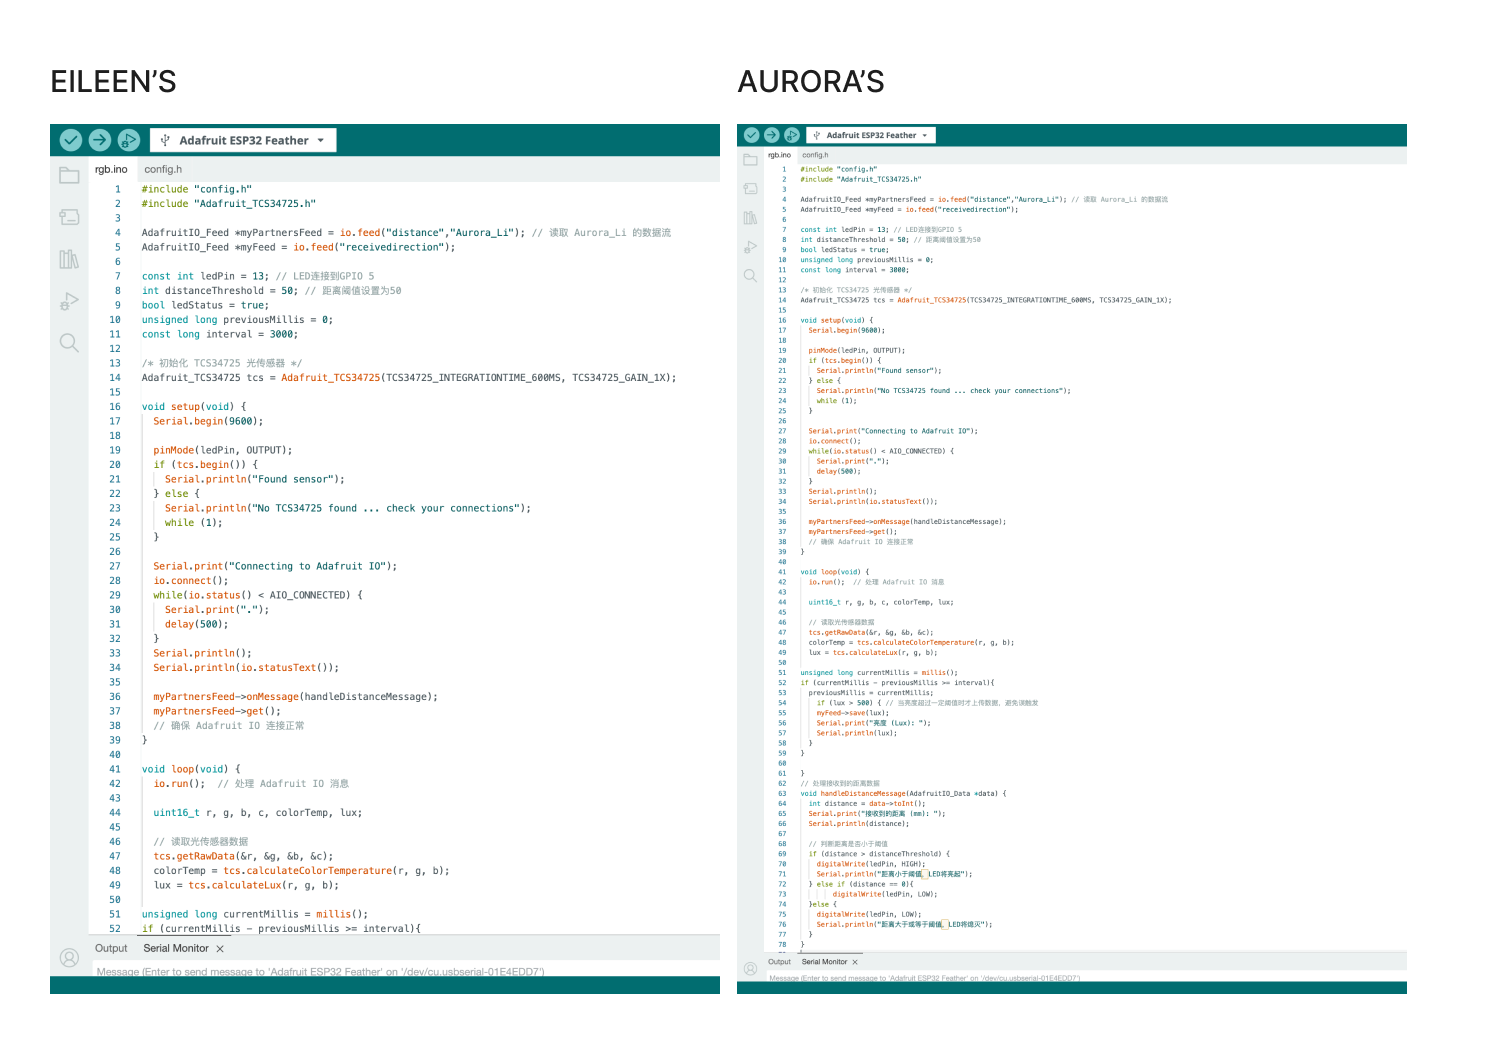 EILEEN'S
Adafruit ESP32 Feather
rgb.ino config.h
1 #include "config.h"
2 #include "Adafruit_TCS34725.h"
3
4 AdafruitIO_Feed *myPartnersFeed = io.feed("distance","Aurora_Li"); // 读取 Aurora_Li 的数据流
5 AdafruitIO_Feed *myFeed = io.feed("receivedirection");
6
7 const int ledPin = 13; // LED连接到GPIO 5
8 int distanceThreshold = 50; // 距离阈值设置为50
9 bool ledStatus = true;
10 unsigned long previousMillis = 0;
11 const long interval = 3000;
12
13 /* 初始化 TCS34725 光传感器 */
14 Adafruit_TCS34725 tcs = Adafruit_TCS34725(TCS34725_INTEGRATIONTIME_600MS, TCS34725_GAIN_1X);
15
16 void setup(void) {
17 Serial.begin(9600);
18
19 pinMode(ledPin, OUTPUT);
20 if (tcs.begin()) {
21 Serial.println("Found sensor");
22 } else {
23 Serial.println("No TCS34725 found ... check your connections");
24 while (1);
25 }
26
27 Serial.print("Connecting to Adafruit IO");
28 io.connect();
29 while(io.status() < AIO_CONNECTED) {
30 Serial.print(".");
31 delay(500);
32 }
33 Serial.println();
34 Serial.println(io.statusText());
35
36 myPartnersFeed->onMessage(handleDistanceMessage);
37 myPartnersFeed->get();
38 // 确保 Adafruit IO 连接正常
39 }
40
41 void loop(void) {
42 io.run(); // 处理 Adafruit IO 消息
43
44 uint16_t r, g, b, c, colorTemp, lux;
45
46 // 读取光传感器数据
47 tcs.getRawData(&r, &g, &b, &c);
48 colorTemp = tcs.calculateColorTemperature(r, g, b);
49 lux = tcs.calculateLux(r, g, b);
50
51 unsigned long currentMillis = millis();
52 if (currentMillis - previousMillis >= interval){
Output Serial Monitor
Message (Enter to send message to 'Adafruit ESP32 Feather' on '/dev/cu.usbserial-01E4EDD7')
AURORA'S
Adafruit ESP32 Feather
rgb.ino config.h
1 #include "config.h"
2 #include "Adafruit_TCS34725.h"
3
4 AdafruitIO_Feed *myPartnersFeed = io.feed("distance","Aurora_Li"); // 读取 Aurora_Li 的数据流
5 AdafruitIO_Feed *myFeed = io.feed("receivedirection");
6
7 const int ledPin = 13; // LED连接到GPIO 5
8 int distanceThreshold = 50; // 距离阈值设置为50
9 bool ledStatus = true;
10 unsigned long previousMillis = 0;
11 const long interval = 3000;
12
13 /* 初始化 TCS34725 光传感器 */
14 Adafruit_TCS34725 tcs = Adafruit_TCS34725(TCS34725_INTEGRATIONTIME_600MS, TCS34725_GAIN_1X);
15
16 void setup(void) {
17 Serial.begin(9600);
18
19 pinMode(ledPin, OUTPUT);
20 if (tcs.begin()) {
21 Serial.println("Found sensor");
22 } else {
23 Serial.println("No TCS34725 found ... check your connections");
24 while (1);
25 }
26
27 Serial.print("Connecting to Adafruit IO");
28 io.connect();
29 while(io.status() < AIO_CONNECTED) {
30 Serial.print(".");
31 delay(500);
32 }
33 Serial.println();
34 Serial.println(io.statusText());
35
36 myPartnersFeed->onMessage(handleDistanceMessage);
37 myPartnersFeed->get();
38 // 确保 Adafruit IO 连接正常
39 }
40
41 void loop(void) {
42 io.run(); // 处理 Adafruit IO 消息
43
44 uint16_t r, g, b, c, colorTemp, lux;
45
46 // 读取光传感器数据
47 tcs.getRawData(&r, &g, &b, &c);
48 colorTemp = tcs.calculateColorTemperature(r, g, b);
49 lux = tcs.calculateLux(r, g, b);
50
51 unsigned long currentMillis = millis();
52 if (currentMillis - previousMillis >= interval){
53 previousMillis = currentMillis;
54 if (lux > 500) { // 当亮度超过一定阈值时才上传数据，避免误触发
55 myFeed->save(lux);
56 Serial.print("亮度 (Lux): ");
57 Serial.println(lux);
58 }
59 }
60
61 }
62 // 处理接收到的距离数据
63 void handleDistanceMessage(AdafruitIO_Data *data) {
64 int distance = data->toInt();
65 Serial.print("接收到的距离 (mm): ");
66 Serial.println(distance);
67
68 // 判断距离是否小于阈值
69 if (distance > distanceThreshold) {
70 digitalWrite(ledPin, HIGH);
71 Serial.println("距离小于阈值，LED将亮起");
72 } else if (distance == 0){
73 digitalWrite(ledPin, LOW);
74 }else {
75 digitalWrite(ledPin, LOW);
76 Serial.println("距离大于或等于阈值，LED将熄灭");
77 }
78 }
Output Serial Monitor
Message (Enter to send message to 'Adafruit ESP32 Feather' on '/dev/cu.usbserial-01E4EDD7')